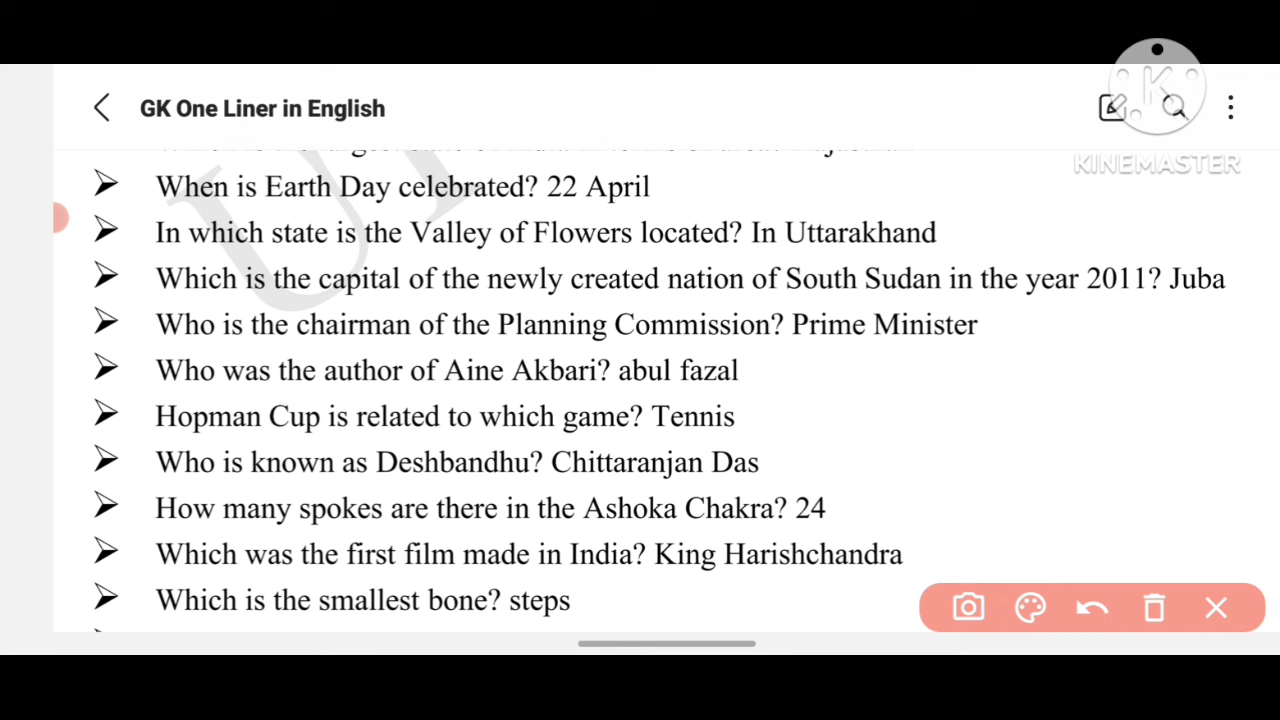 GK One Liner in English
KINEMASTER
➢ When is Earth Day celebrated? 22 April
➢ In which state is the Valley of Flowers located? In Uttarakhand
➢ Which is the capital of the newly created nation of South Sudan in the year 2011? Juba
➢ Who is the chairman of the Planning Commission? Prime Minister
➢ Who was the author of Aine Akbari? abul fazal
➢ Hopman Cup is related to which game? Tennis
➢ Who is known as Deshbandhu? Chittaranjan Das
➢ How many spokes are there in the Ashoka Chakra? 24
➢ Which was the first film made in India? King Harishchandra
➢ Which is the smallest bone? steps